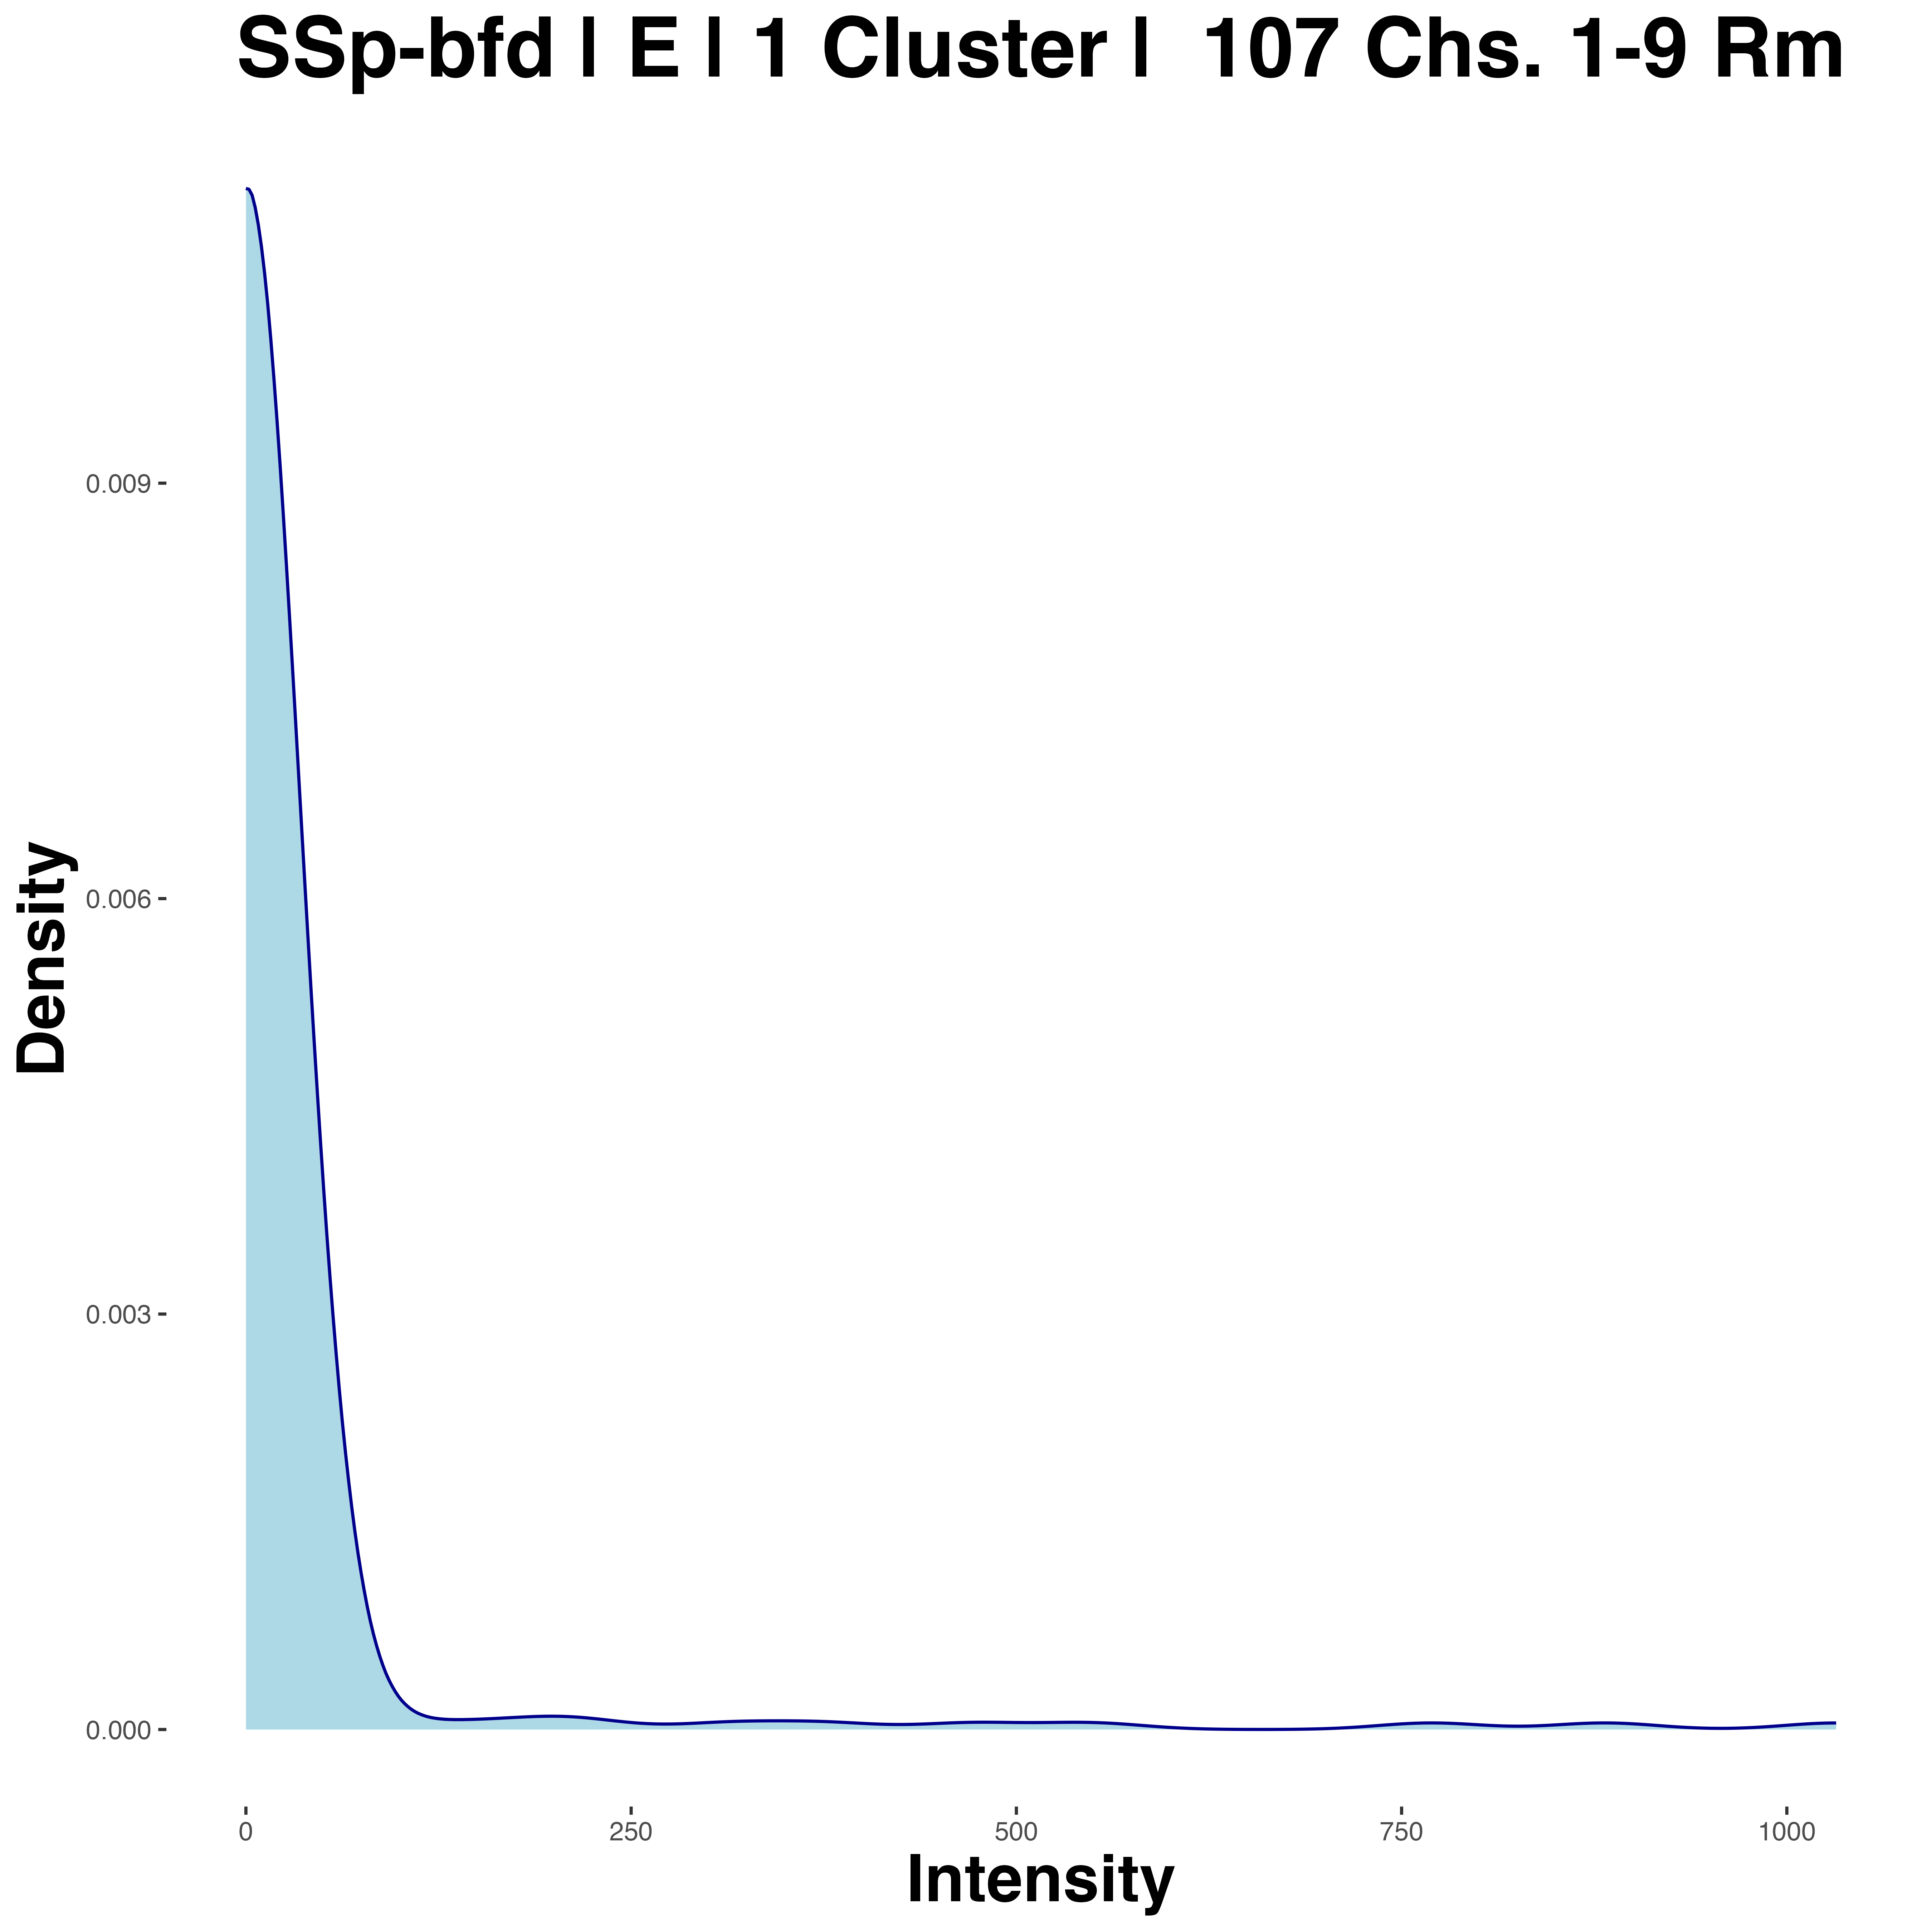 SSp-bfd | E | 1 Cluster | 107 Chs. 1-9 Rm
0.009
0.006
0.003
0.000
Density
0 250 500 750 1000
Intensity